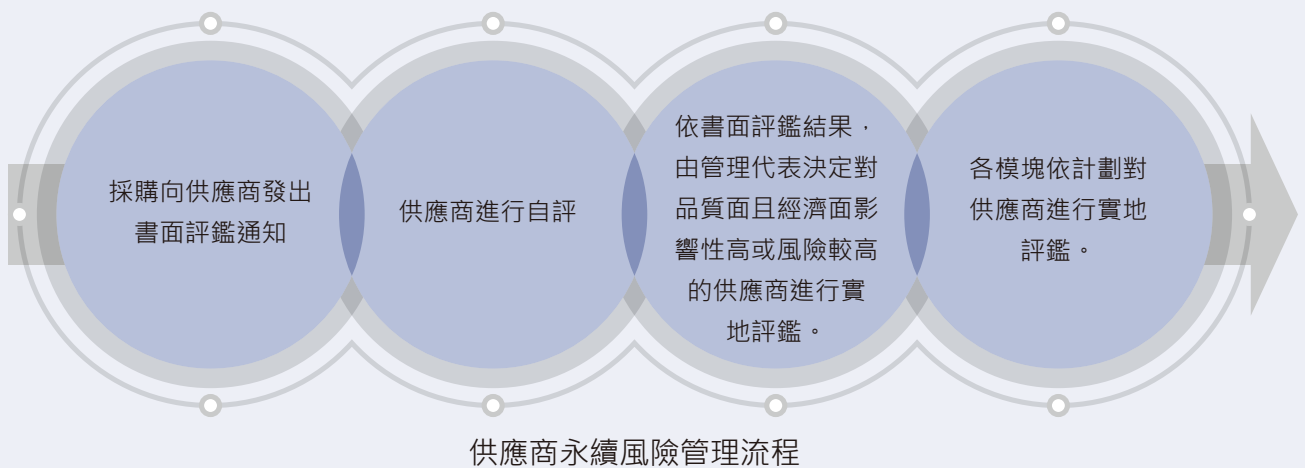 採購向供應商發出
書面評鑑通知
供應商進行自評
依書面評鑑結果，
由管理代表決定對
品質面且經濟面影
響性高或風險較高
的供應商進行實
地評鑑。
各模塊依計劃對
供應商進行實地
評鑑。
供應商永續風險管理流程